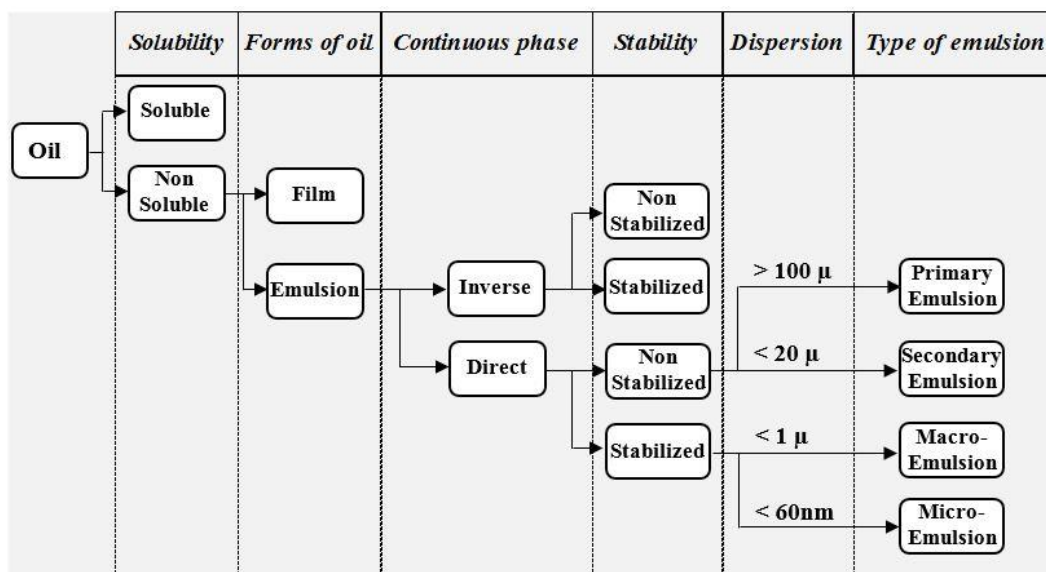 Solubility
Forms of oil
Continuous phase
Stability
Dispersion
Type of emulsion
Oil
Soluble
Non
Soluble
Film
Emulsion
Inverse
Direct
Non
Stabilized
Stabilized
Non
Stabilized
Stabilized
> 100 μ
< 20 μ
< 1 μ
< 60nm
Primary
Emulsion
Secondary
Emulsion
Macro-
Emulsion
Micro-
Emulsion